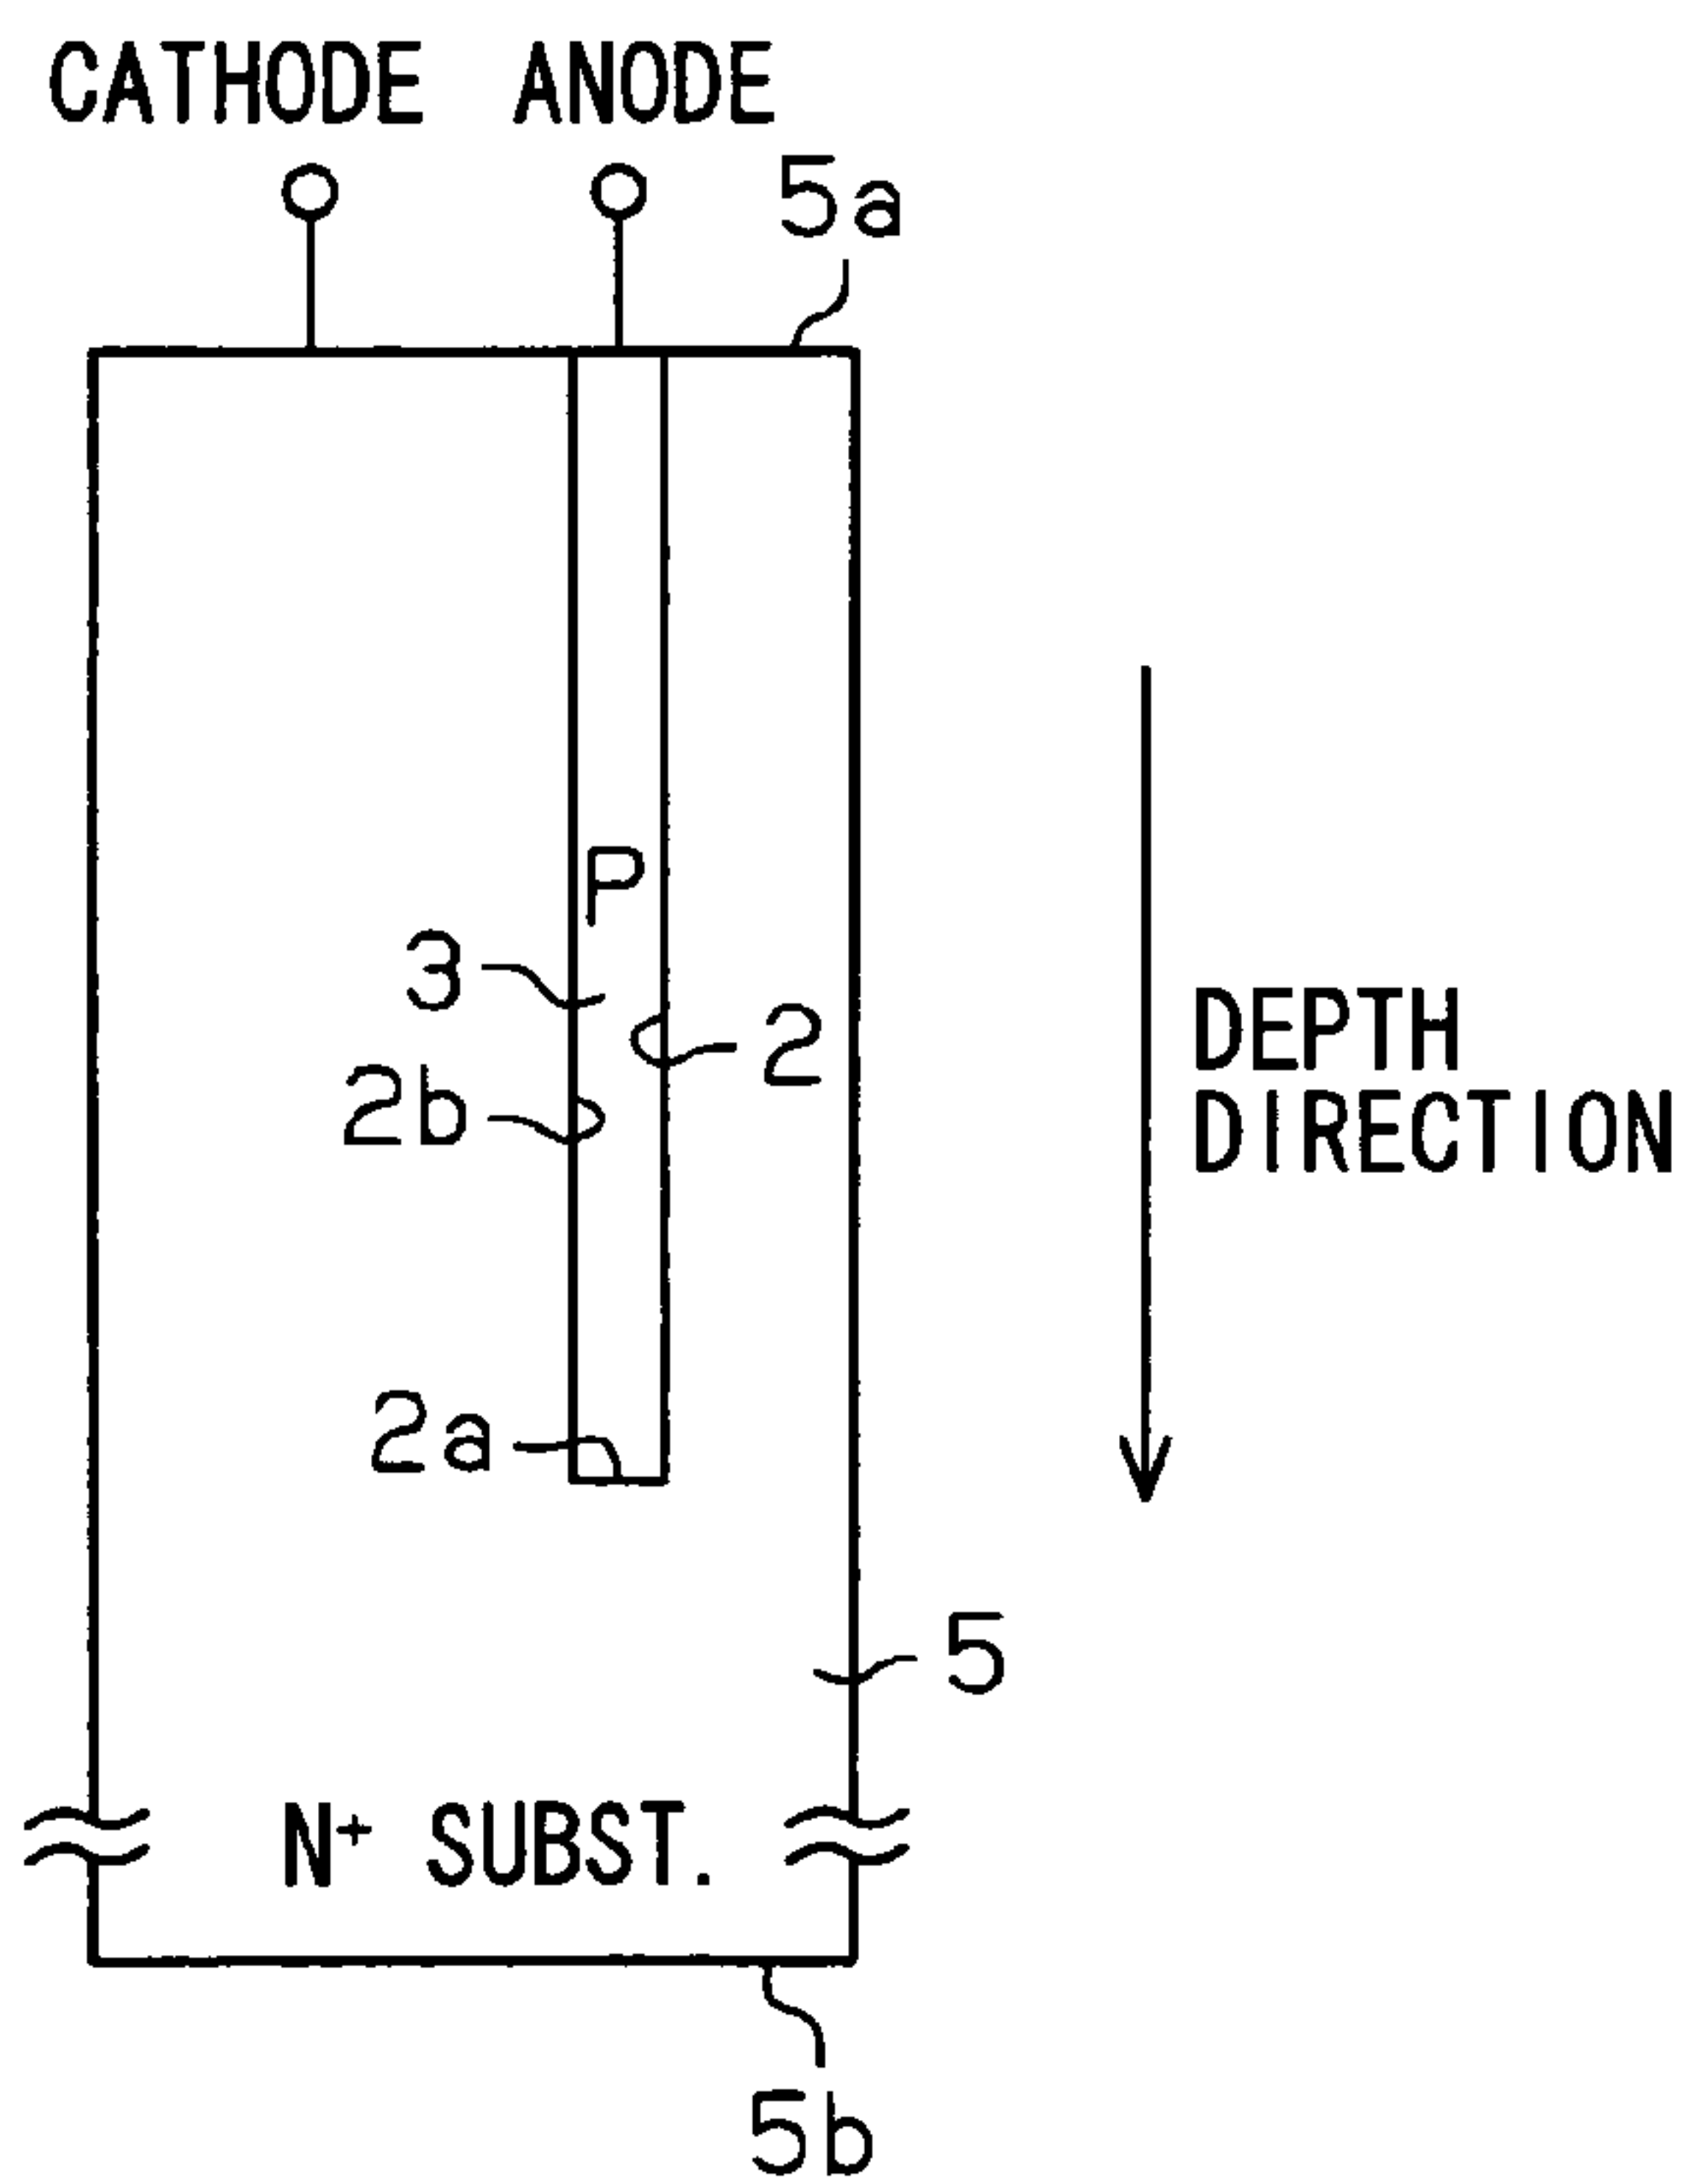 CATHODE ANODE
5a
P
3
2
2b
DEPTH
DIRECTION
2a
5
N+ SUBST.
5b